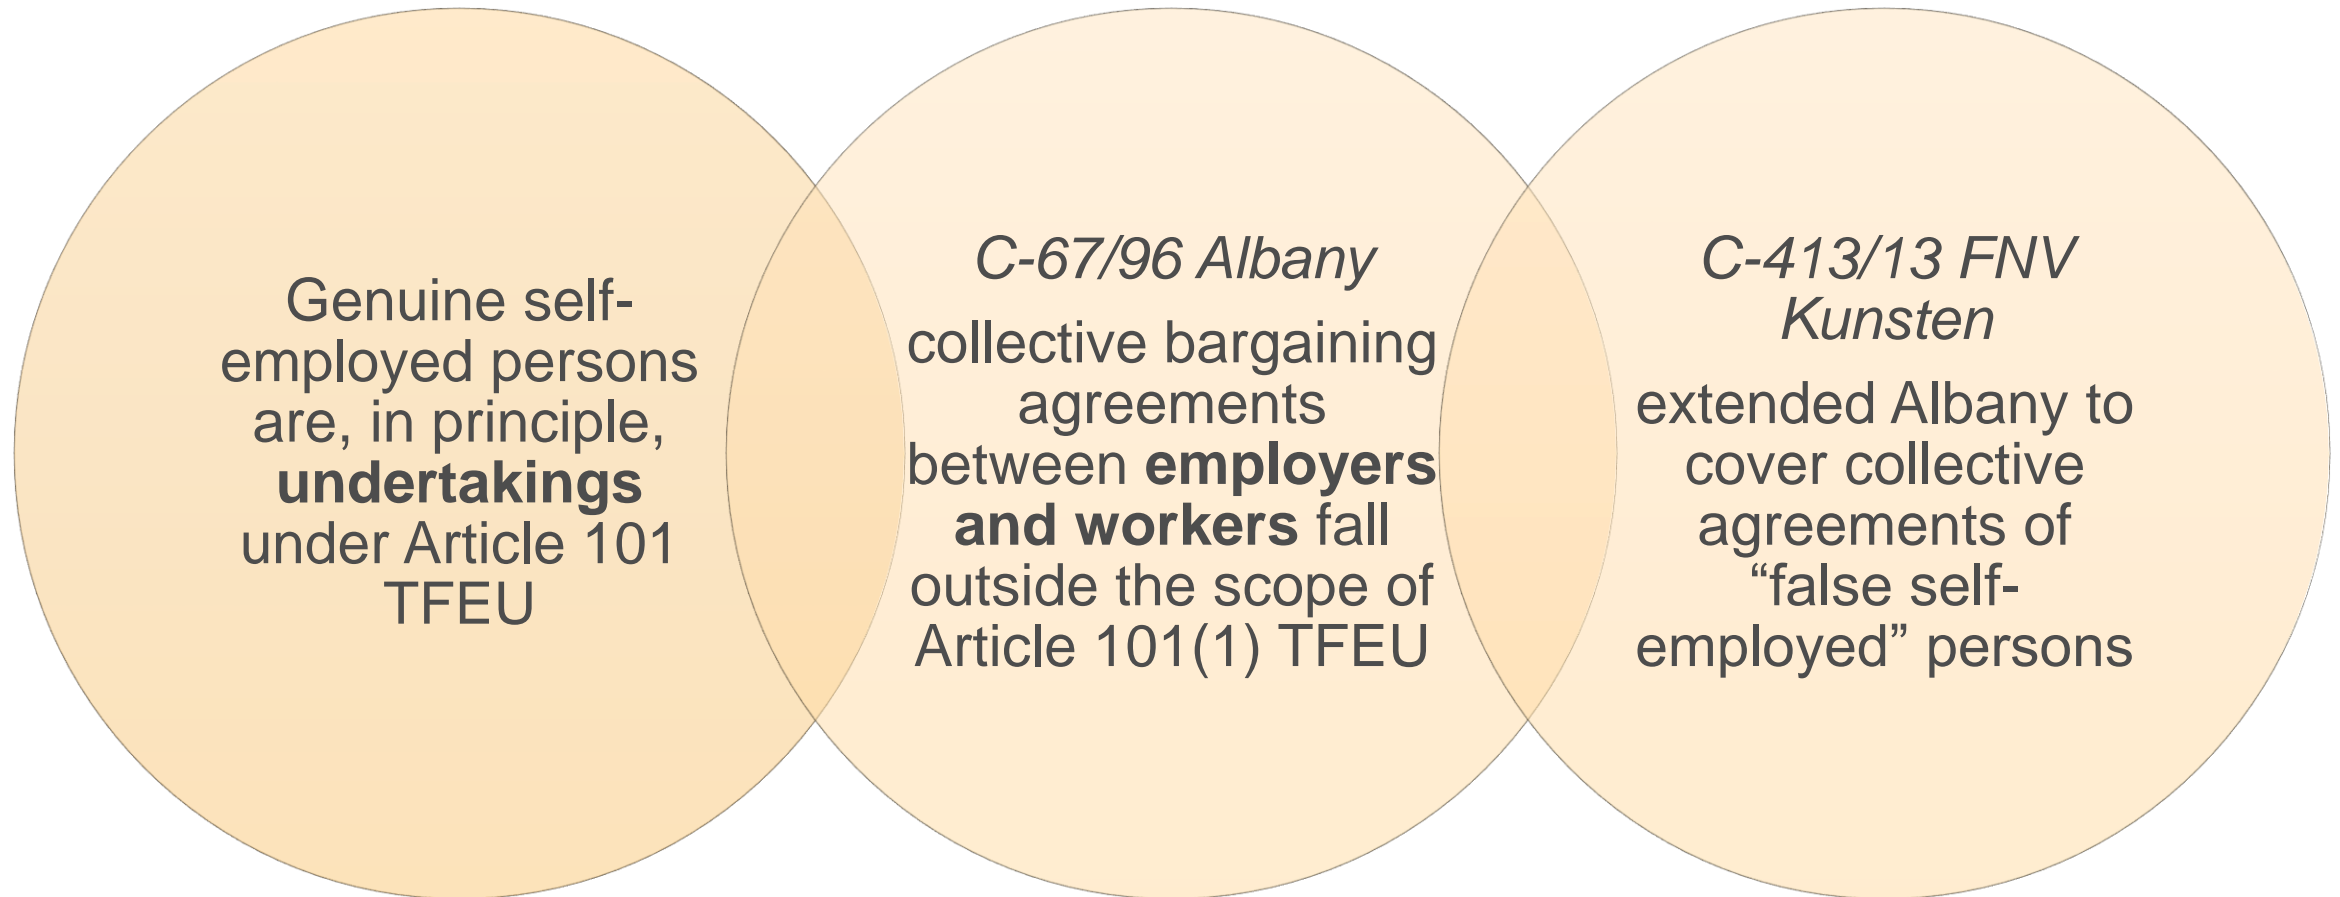 Genuine self-
employed persons
are, in principle,
undertakings
under Article 101
TFEU
C-67/96 Albany
collective bargaining
agreements
between employers
and workers fall
outside the scope of
Article 101(1) TFEU
C-413/13 FNV
Kunsten
extended Albany to
cover collective
agreements of
“false self-
employed” persons